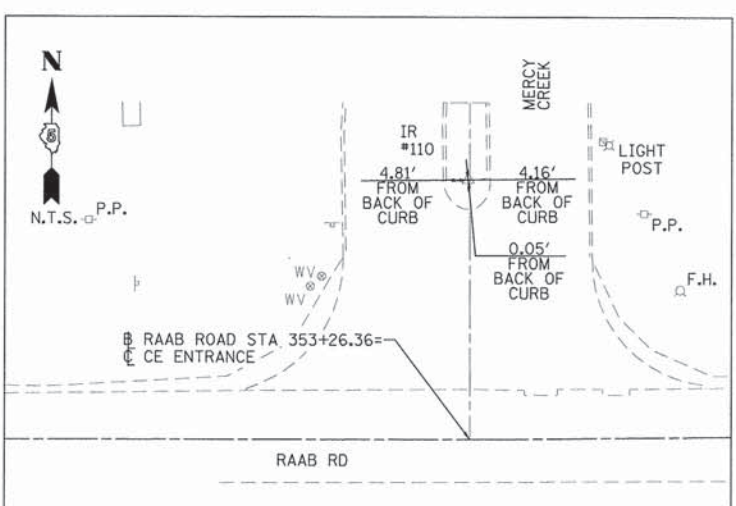 N
5
N.T.S.
P.P.
IR
#110
MERCY
CREEK
LIGHT
POST
4.81'
FROM
BACK OF
CURB
4.16'
FROM
BACK OF
CURB
0.05'
FROM
BACK OF
CURB
P.P.
F.H.
WV
WV
RAAB ROAD STA 353+26.36=
CE ENTRANCE
RAAB RD